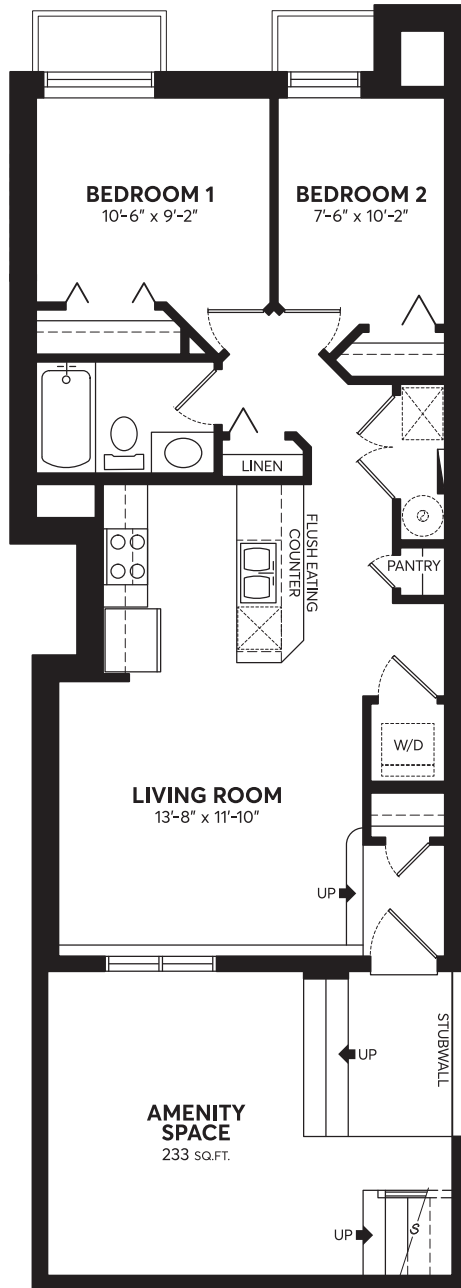 BEDROOM 1
10'-6" x 9'-2"
BEDROOM 2
7'-6" x 10'-2"
LINEN
FLUSH EATING
COUNTER
PANTRY
W/D
LIVING ROOM
13'-8" x 11'-10"
UP
UP
STUBWALL
AMENITY
SPACE
233 SQ.FT.
UP
S